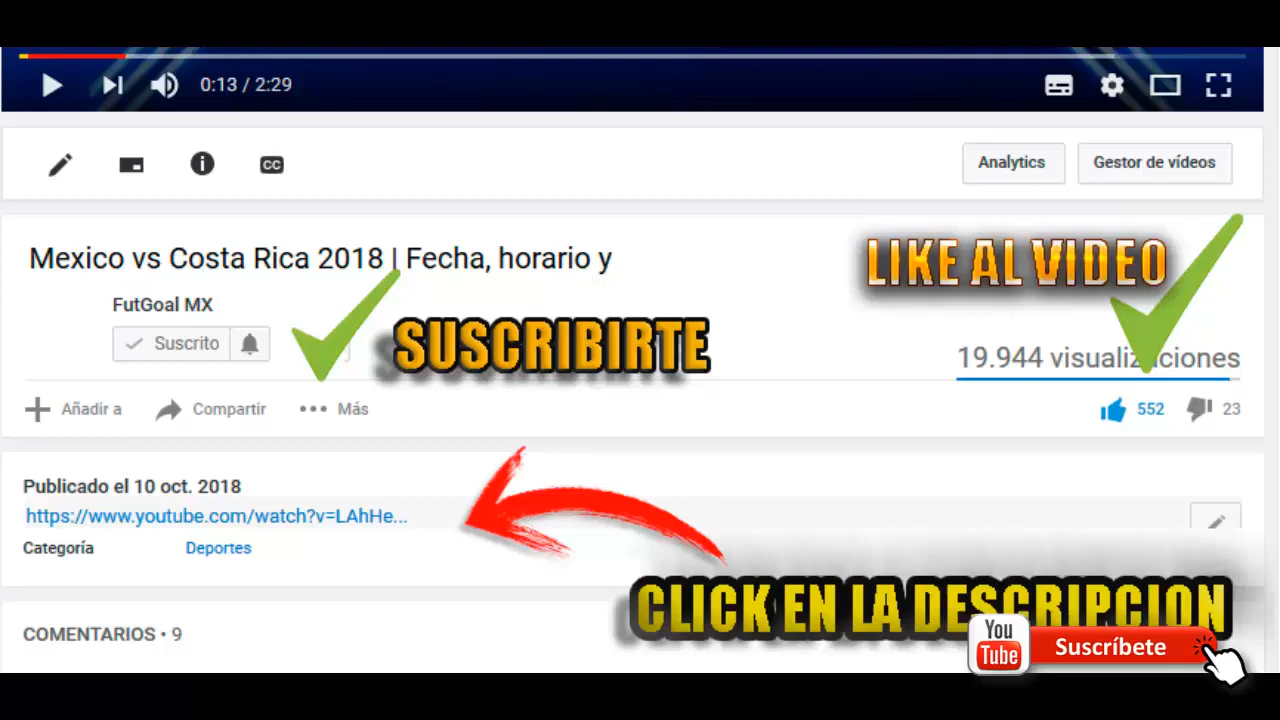 0:13 / 2:29
CC
Analytics
Gestor de vídeos
Mexico vs Costa Rica 2018 | Fecha, horario y
LIKE AL VIDEO
FutGoal MX
Suscrito
SUSCRIBIRTE
19.944 visualizaciones
Añadir a
Compartir
Más
552
23
Publicado el 10 oct. 2018
https://www.youtube.com/watch?v=LAhHe...
Categoría
Deportes
CLICK EN LA DESCRIPCION
COMENTARIOS • 9
You
Tube
Suscríbete